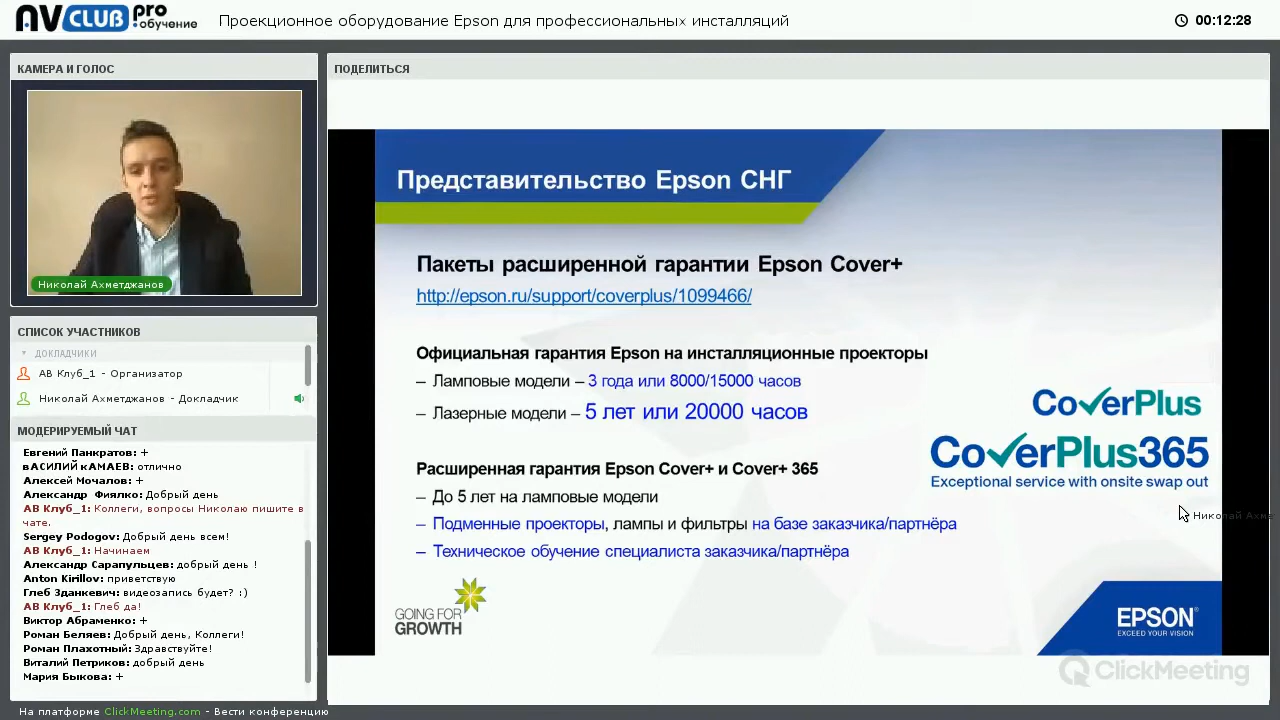 AV CLUB pro обучение
Проекционное оборудование Epson для профессиональных инсталляций
00:12:28
КАМЕРА И ГОЛОС
Николай Ахметджанов
СПИСОК УЧАСТНИКОВ
ДОКЛАДЧИКИ
АВ Клуб_1 - Организатор
Николай Ахметджанов - Докладчик
МОДЕРИРУЕМЫЙ ЧАТ
Евгений Панкратов: +
вАСИЛИЙ кАМАЕВ: отлично
Алексей Мочалов: +
Александр Фиялко: Добрый день
АВ Клуб_1: Коллеги, вопросы Николаю пишите в
чате.
Sergey Podogov: Добрый день всем!
АВ Клуб_1: Начинаем
Александр Сарапульцев: добрый день !
Anton Kirillov: приветствую
Глеб Зданкевич: видеозапись будет? :)
АВ Клуб_1: Глеб да!
Виктор Абраменко: +
Роман Беляев: Добрый день, Коллеги!
Роман Плахотный: Здравствуйте!
Виталий Петриков: добрый день
Мария Быкова: +
На платформе ClickMeeting.com - Вести конференцию
ПОДЕЛИТЬСЯ
Представительство Epson СНГ
Пакеты расширенной гарантии Epson Cover+
http://epson.ru/support/coverplus/1099466/
Официальная гарантия Epson на инсталляционные проекторы
– Ламповые модели – 3 года или 8000/15000 часов
– Лазерные модели – 5 лет или 20000 часов
Расширенная гарантия Epson Cover+ и Cover+ 365
– До 5 лет на ламповые модели
– Подменные проекторы, лампы и фильтры на базе заказчика/партнёра
– Техническое обучение специалиста заказчика/партнёра
CoverPlus
CoverPlus365
Exceptional service with onsite swap out
Николай Ахме
GOING FOR
GROWTH
EPSON®
EXCEED YOUR VISION
ClickMeeting